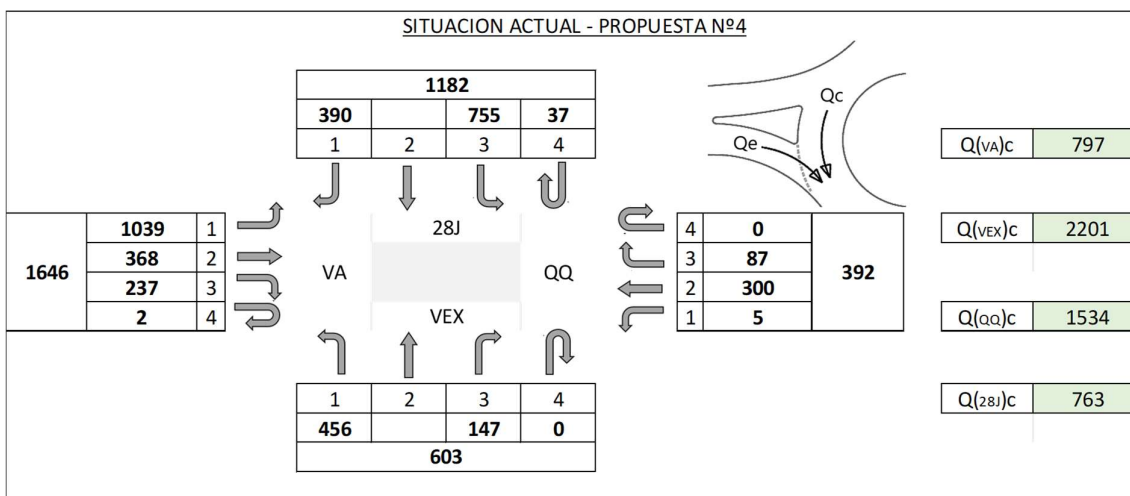 SITUACION ACTUAL - PROPUESTA Nº4
1182
390 755 37
1 2 3 4
Qc
Qe
Q(VA)c 797
1646
1039 1
368 2
237 3
2 4
28J
VA QQ
VEX
4 0
3 87
2 300
1 5
392
Q(VEX)c 2201
Q(QQ)c 1534
1 2 3 4
456 147 0
603
Q(28J)c 763